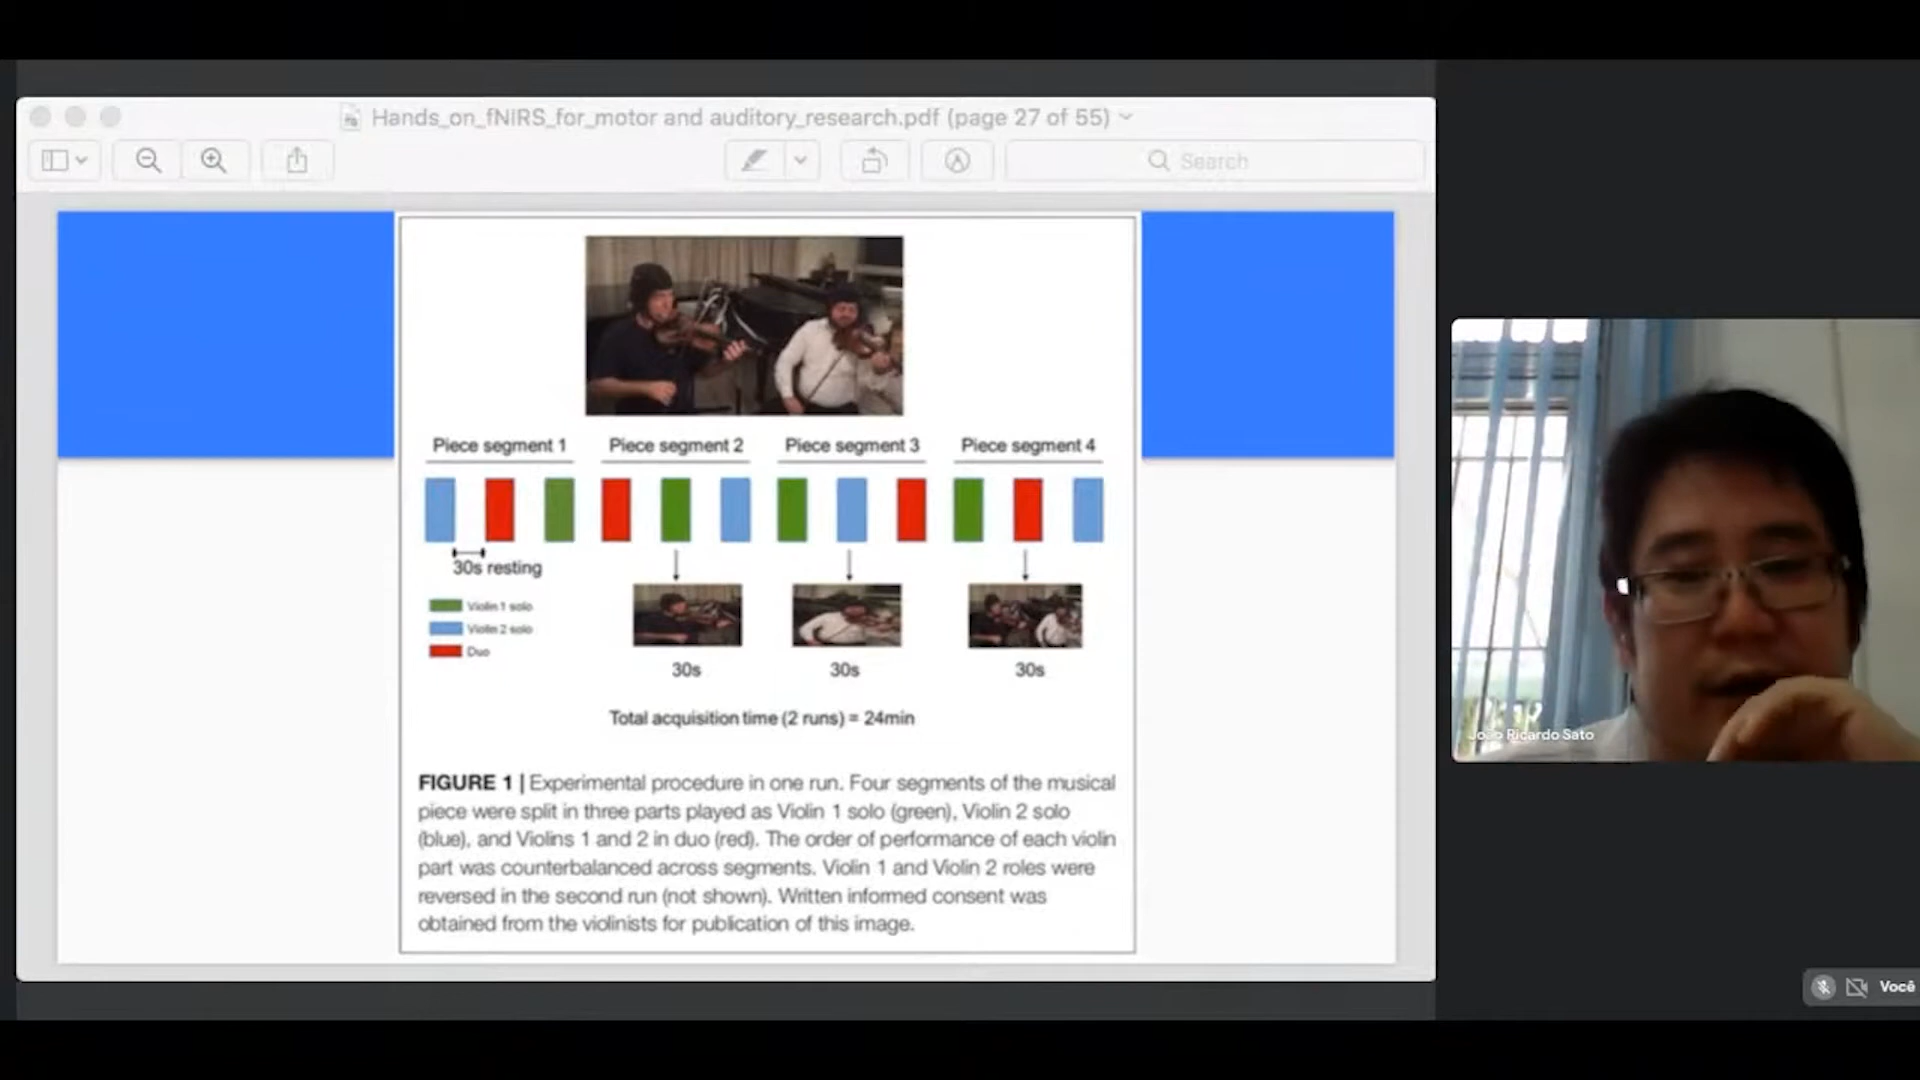 Hands_on_fNIRS_for_motor and auditory_research.pdf (page 27 of 55)
Search
Piece segment 1 Piece segment 2 Piece segment 3 Piece segment 4
30s resting
Violin 1 solo
Violin 2 solo
Duo
30s 30s 30s
Total acquisition time (2 runs) = 24min
FIGURE 1 | Experimental procedure in one run. Four segments of the musical
piece were split in three parts played as Violin 1 solo (green), Violin 2 solo
(blue), and Violins 1 and 2 in duo (red). The order of performance of each violin
part was counterbalanced across segments. Violin 1 and Violin 2 roles were
reversed in the second run (not shown). Written informed consent was
obtained from the violinists for publication of this image.
João Ricardo Sato
Você